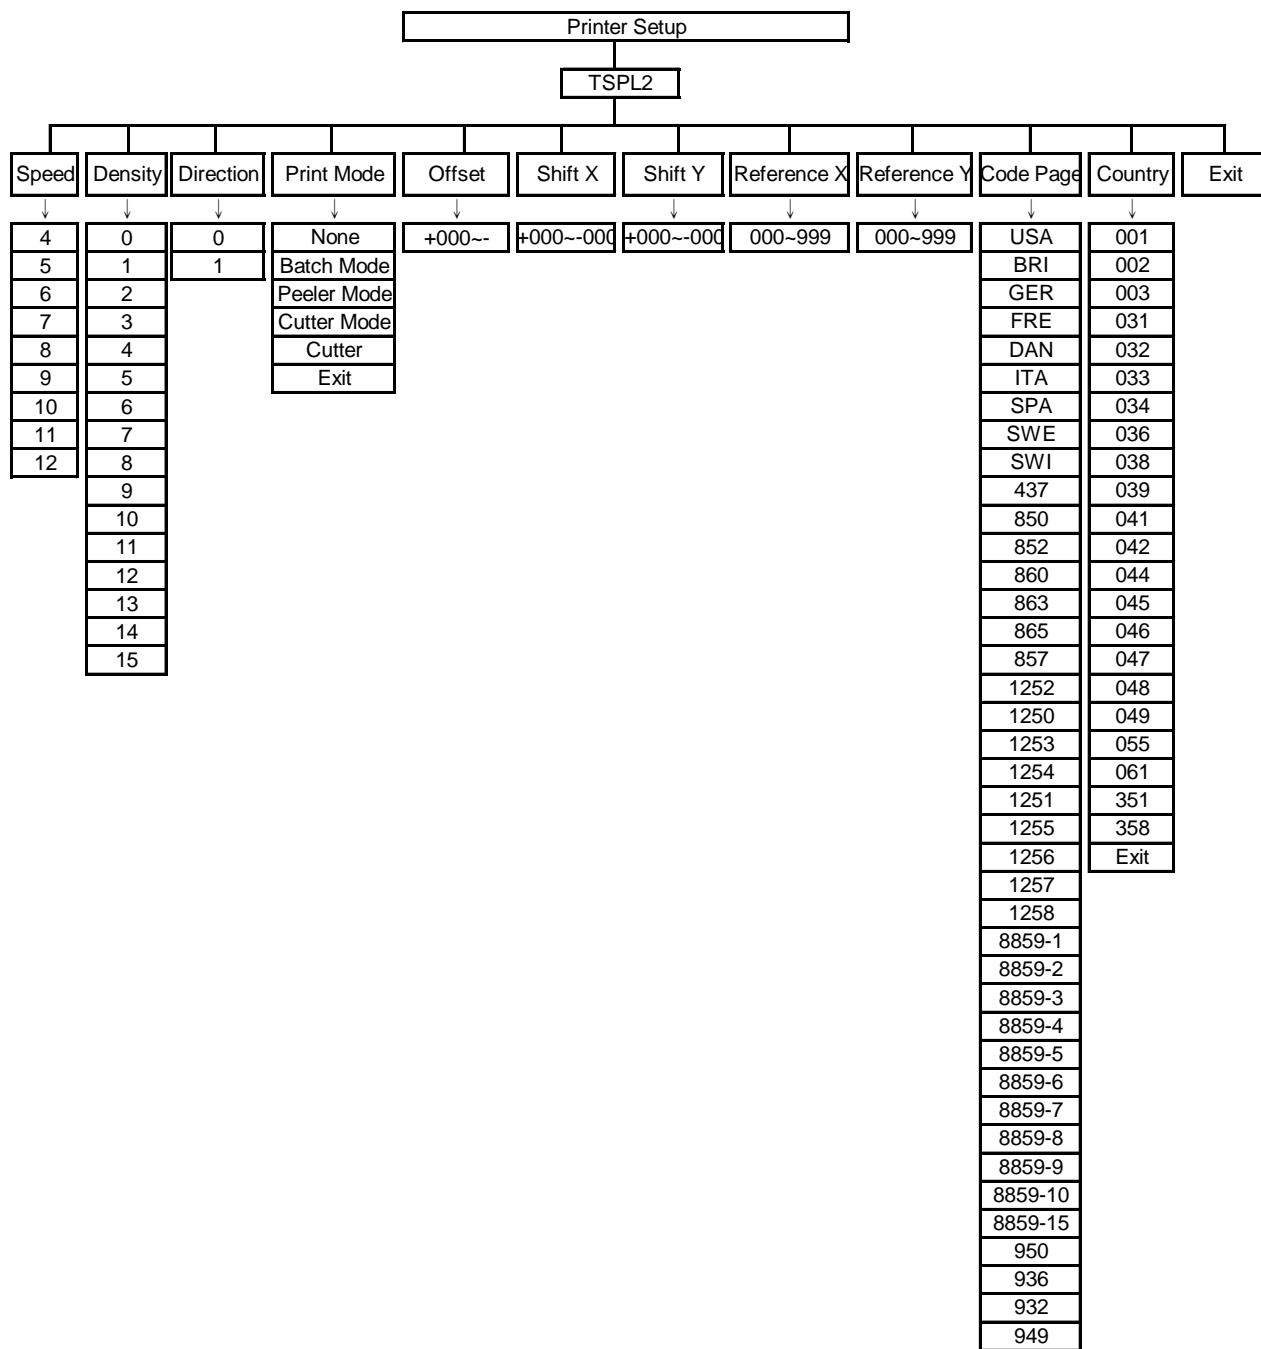 Printer Setup
TSPL2
Speed Density Direction Print Mode Offset Shift X Shift Y Reference X Reference Y Code Page Country Exit
4 0 0 None +000~- +000~-000 +000~-000 000~999 000~999 USA 001
5 1 1 Batch Mode BRI 002
6 2 Peeler Mode GER 003
7 3 Cutter Mode FRE 031
8 4 Cutter DAN 032
9 5 Exit ITA 033
10 6 SPA 034
11 7 SWE 036
12 8 SWI 038
9 437 039
10 850 041
11 852 042
12 860 044
13 863 045
14 865 046
15 857 047
1252 048
1250 049
1253 055
1254 061
1251 351
1255 358
1256 Exit
1257
1258
8859-1
8859-2
8859-3
8859-4
8859-5
8859-6
8859-7
8859-8
8859-9
8859-10
8859-15
950
936
932
949